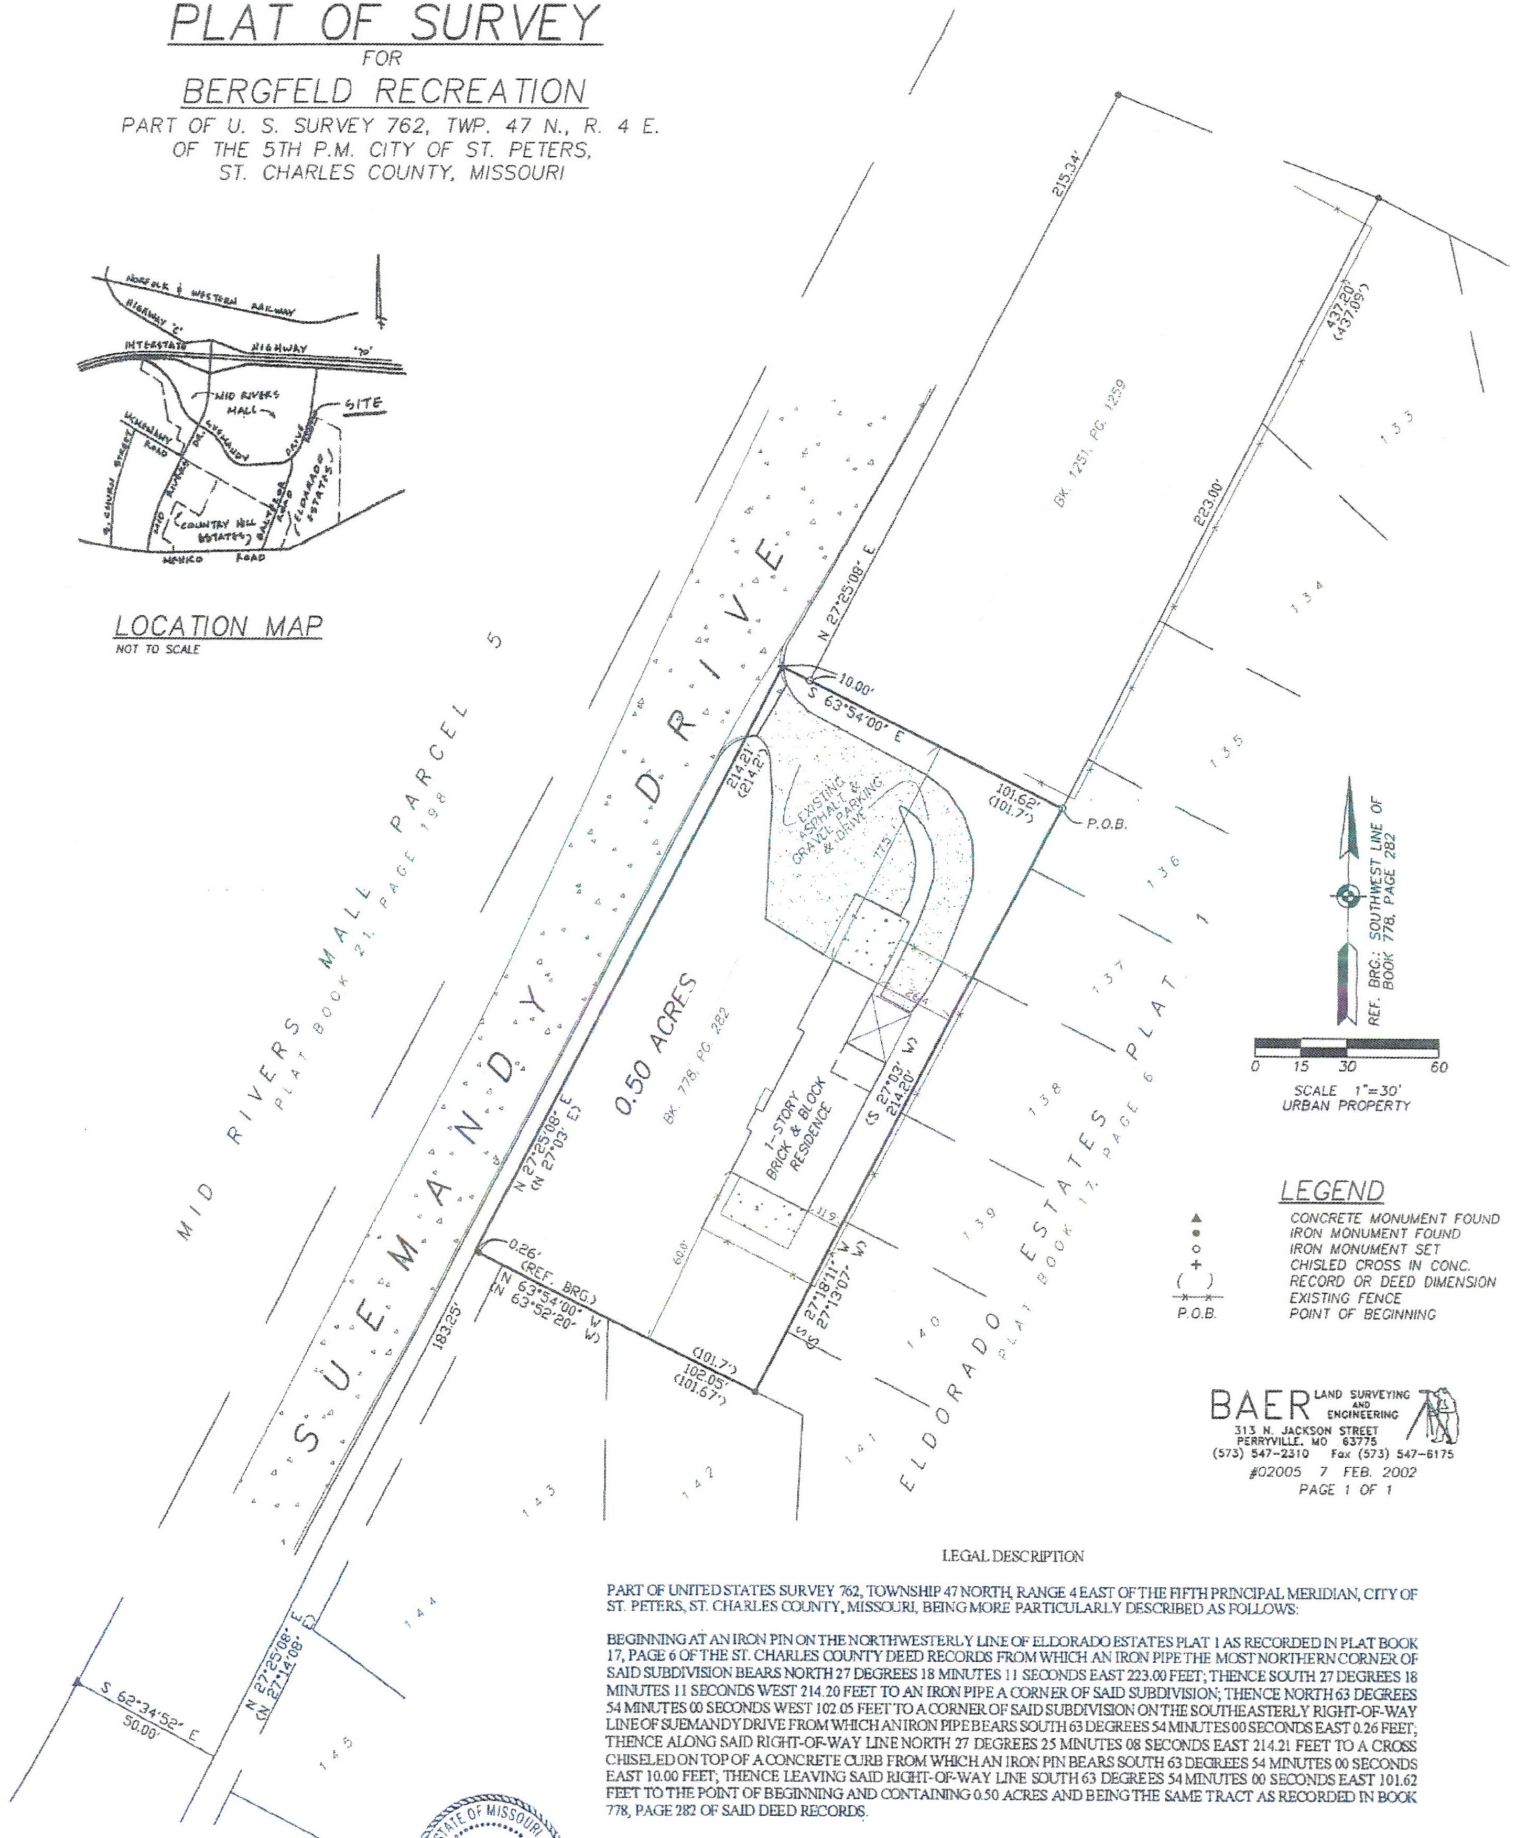 PLAT OF SURVEY
FOR
BERGFELD RECREATION
PART OF U. S. SURVEY 762, TWP. 47 N., R. 4 E.
OF THE 5TH P.M. CITY OF ST. PETERS,
ST. CHARLES COUNTY, MISSOURI
NORFOLK & WESTERN RAILWAY
HIGHWAY "C"
INTERSTATE HIGHWAY "70"
MID RIVERS
MALL
SITE
SUEMANDY DRIVE
ROAD
STREET
MID RIVERS DR.
COUNTRY HILL
ESTATES
ROAD
ELDORADO
ESTATES
MEXICO ROAD
LOCATION MAP
NOT TO SCALE
MID RIVERS MALL PARCEL 5
PLAT BOOK 21, PAGE 198
SUEMANDY DRIVE
215.34'
N 27°25'08" E
BK. 1251, PG. 1259
437.20'
(437.09')
223.00'
133
134
135
136
137
138
139
140
141
142
143
144
145
10.00'
S 63°54'00" E
101.62'
(101.7')
P.O.B.
214.21'
(214.2')
EXISTING
ASPHALT &
GRAVEL PARKING
& DRIVE
77.5'
26.4
0.50 ACRES
BK. 778, PG. 282
(S 27°03' W)
214.20'
1-STORY
BRICK & BLOCK
RESIDENCE
N 27°25'08" E
(N 27°03' E)
11.9
60.0'
0.26'
(REF. BRG.)
N 63°54'00" W
(N 63°52'20" W)
S 27°18'11" W
(S 27°13'07" W)
(101.7')
102.05'
(101.67')
183.25'
ELDORADO ESTATES PLAT 1
PLAT BOOK 17, PAGE 6
N 27°25'08" E
(N 27°14'08" E)
S 62°34'52" E
50.00'
REF. BRG.: SOUTHWEST LINE OF
BOOK 778, PAGE 282
0 15 30 60
SCALE 1"=30'
URBAN PROPERTY
LEGEND
CONCRETE MONUMENT FOUND
IRON MONUMENT FOUND
IRON MONUMENT SET
CHISLED CROSS IN CONC.
( ) RECORD OR DEED DIMENSION
EXISTING FENCE
P.O.B. POINT OF BEGINNING
BAER LAND SURVEYING
AND
ENGINEERING
313 N. JACKSON STREET
PERRYVILLE, MO 63775
(573) 547-2310 Fax (573) 547-6175
#02005 7 FEB. 2002
PAGE 1 OF 1
LEGAL DESCRIPTION
PART OF UNITED STATES SURVEY 762, TOWNSHIP 47 NORTH, RANGE 4 EAST OF THE FIFTH PRINCIPAL MERIDIAN, CITY OF
ST. PETERS, ST. CHARLES COUNTY, MISSOURI, BEING MORE PARTICULARLY DESCRIBED AS FOLLOWS:
BEGINNING AT AN IRON PIN ON THE NORTHWESTERLY LINE OF ELDORADO ESTATES PLAT 1 AS RECORDED IN PLAT BOOK
17, PAGE 6 OF THE ST. CHARLES COUNTY DEED RECORDS FROM WHICH AN IRON PIPE THE MOST NORTHERN CORNER OF
SAID SUBDIVISION BEARS NORTH 27 DEGREES 18 MINUTES 11 SECONDS EAST 223.00 FEET; THENCE SOUTH 27 DEGREES 18
MINUTES 11 SECONDS WEST 214.20 FEET TO AN IRON PIPE A CORNER OF SAID SUBDIVISION; THENCE NORTH 63 DEGREES
54 MINUTES 00 SECONDS WEST 102.05 FEET TO A CORNER OF SAID SUBDIVISION ON THE SOUTHEASTERLY RIGHT-OF-WAY
LINE OF SUEMANDY DRIVE FROM WHICH AN IRON PIPE BEARS SOUTH 63 DEGREES 54 MINUTES 00 SECONDS EAST 0.26 FEET;
THENCE ALONG SAID RIGHT-OF-WAY LINE NORTH 27 DEGREES 25 MINUTES 08 SECONDS EAST 214.21 FEET TO A CROSS
CHISELED ON TOP OF A CONCRETE CURB FROM WHICH AN IRON PIN BEARS SOUTH 63 DEGREES 54 MINUTES 00 SECONDS
EAST 10.00 FEET; THENCE LEAVING SAID RIGHT-OF-WAY LINE SOUTH 63 DEGREES 54 MINUTES 00 SECONDS EAST 101.62
FEET TO THE POINT OF BEGINNING AND CONTAINING 0.50 ACRES AND BEING THE SAME TRACT AS RECORDED IN BOOK
778, PAGE 282 OF SAID DEED RECORDS.
STATE OF MISSOURI